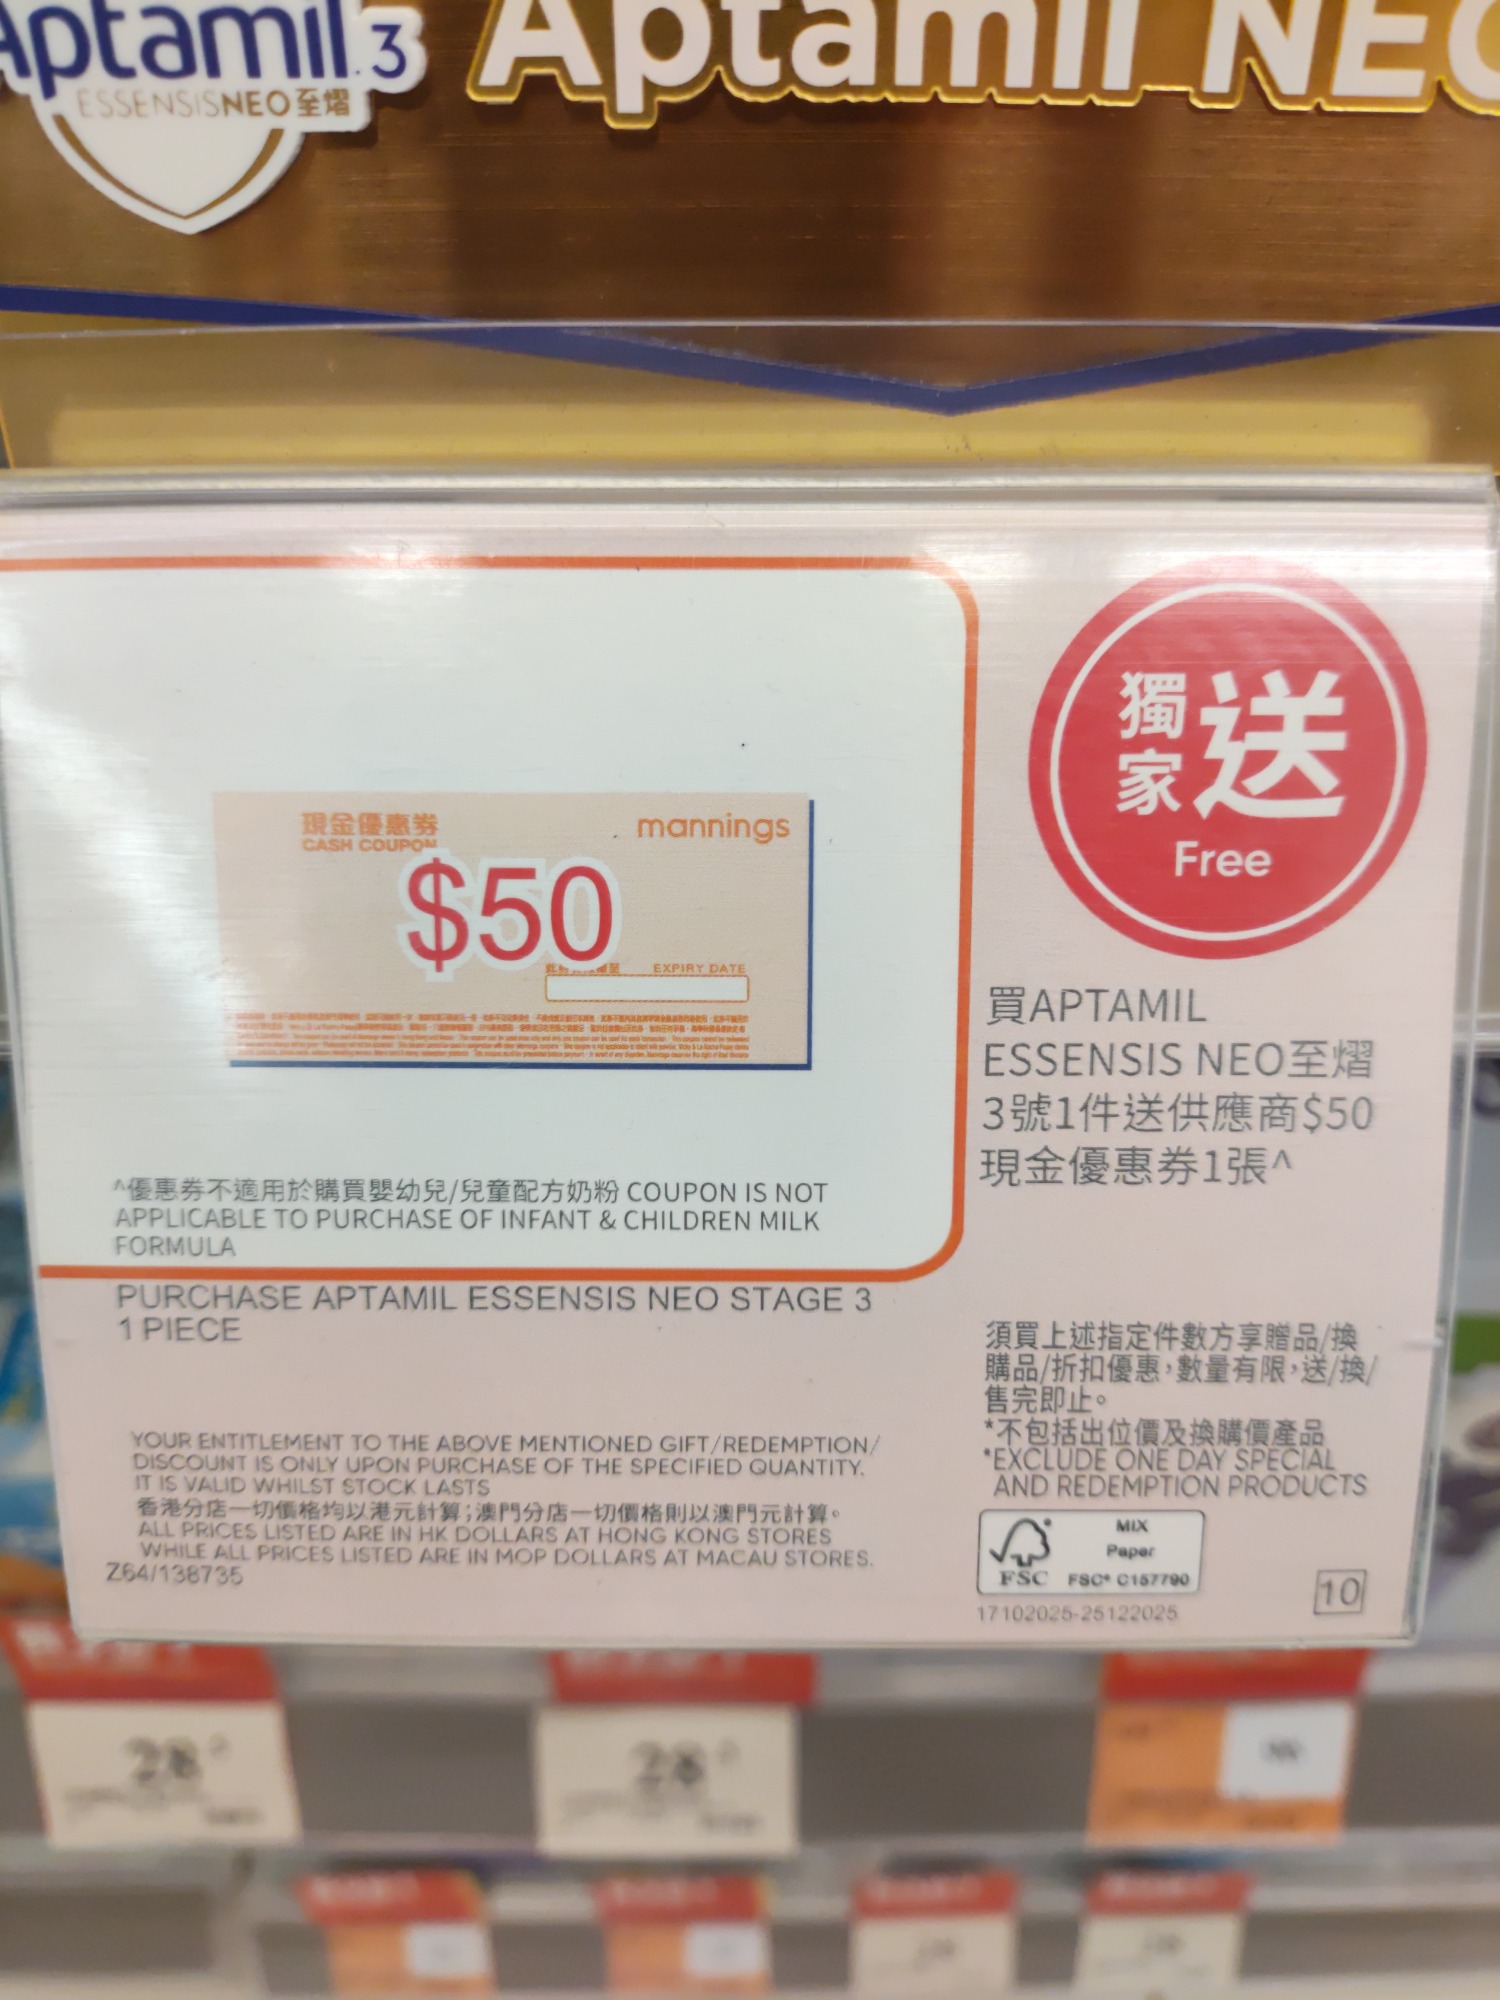 Aptamil 3
ESSENSISNEO至熠
Aptamil NEO
獨家送
Free
現金優惠券
CASH COUPON
mannings
$50
EXPIRY DATE
買APTAMIL
ESSENSIS NEO至熠
3號1件送供應商$50
現金優惠券1張^
^優惠券不適用於購買嬰幼兒/兒童配方奶粉 COUPON IS NOT
APPLICABLE TO PURCHASE OF INFANT & CHILDREN MILK
FORMULA
PURCHASE APTAMIL ESSENSIS NEO STAGE 3
1 PIECE
須買上述指定件數方享贈品/換
購品/折扣優惠，數量有限，送/換/
售完即止。
*不包括出位價及換購價產品
*EXCLUDE ONE DAY SPECIAL
AND REDEMPTION PRODUCTS
YOUR ENTITLEMENT TO THE ABOVE MENTIONED GIFT/REDEMPTION/
DISCOUNT IS ONLY UPON PURCHASE OF THE SPECIFIED QUANTITY.
IT IS VALID WHILST STOCK LASTS
香港分店一切價格均以港元計算；澳門分店一切價格則以澳門元計算。
ALL PRICES LISTED ARE IN HK DOLLARS AT HONG KONG STORES
WHILE ALL PRICES LISTED ARE IN MOP DOLLARS AT MACAU STORES.
Z64/138735
FSC
MIX
Paper
FSC® C157790
17102025-25122025
10
28
28